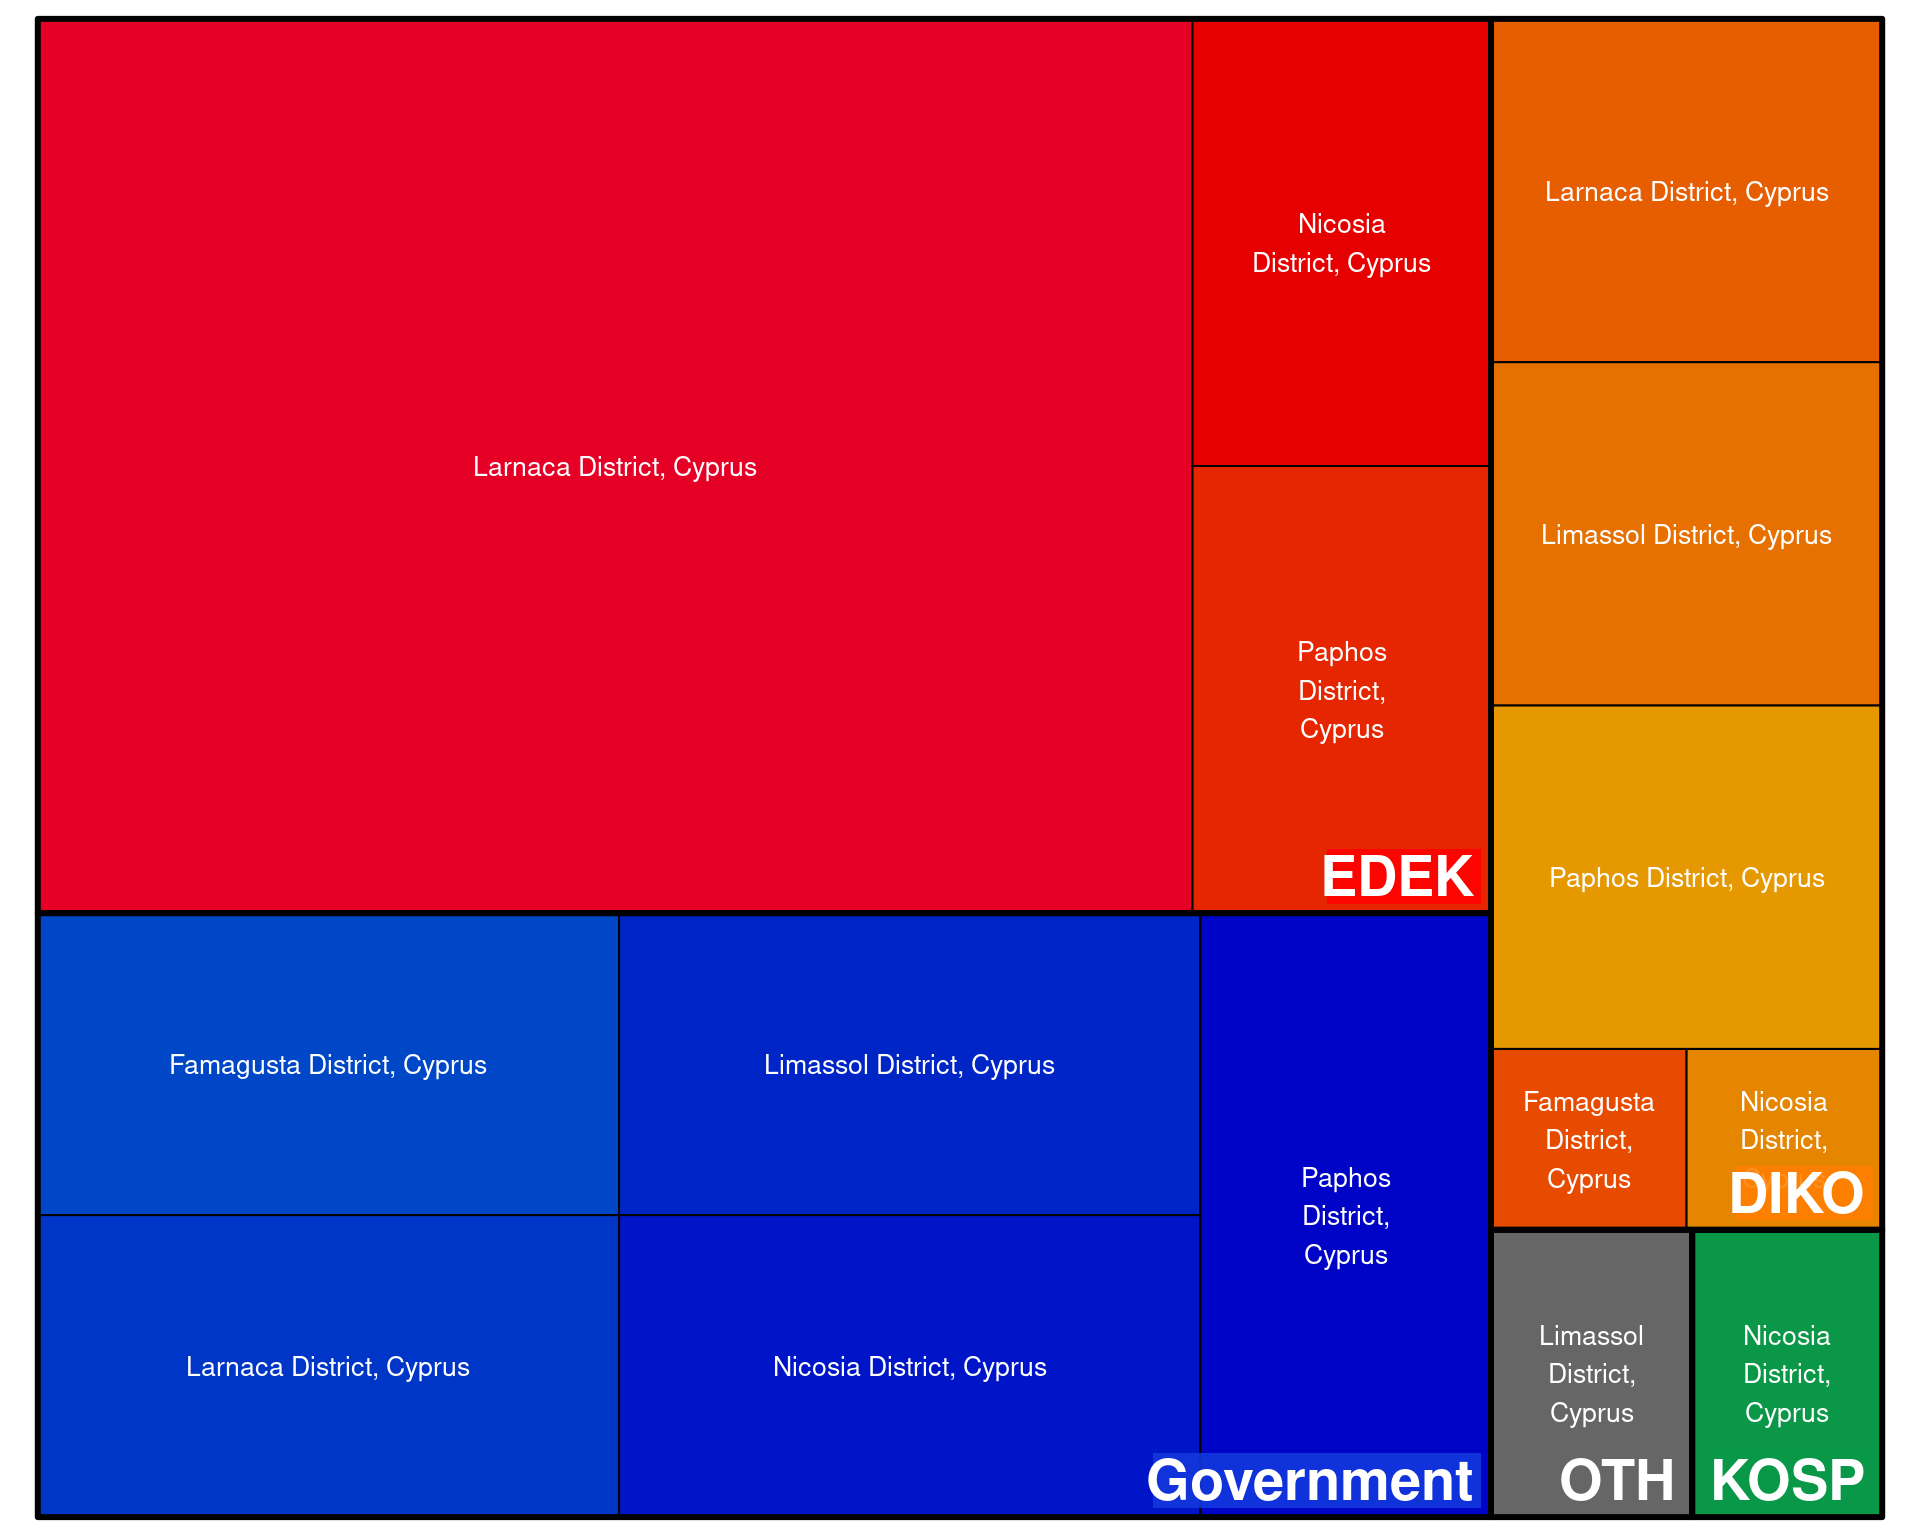 Larnaca District, Cyprus
Nicosia
District, Cyprus
Paphos
District,
Cyprus
EDEK
Famagusta District, Cyprus
Limassol District, Cyprus
Larnaca District, Cyprus
Nicosia District, Cyprus
Paphos
District,
Cyprus
Government
Larnaca District, Cyprus
Limassol District, Cyprus
Paphos District, Cyprus
Famagusta
District,
Cyprus
Nicosia
District,
DIKO
Limassol
District,
Cyprus
OTH
Nicosia
District,
Cyprus
KOSP